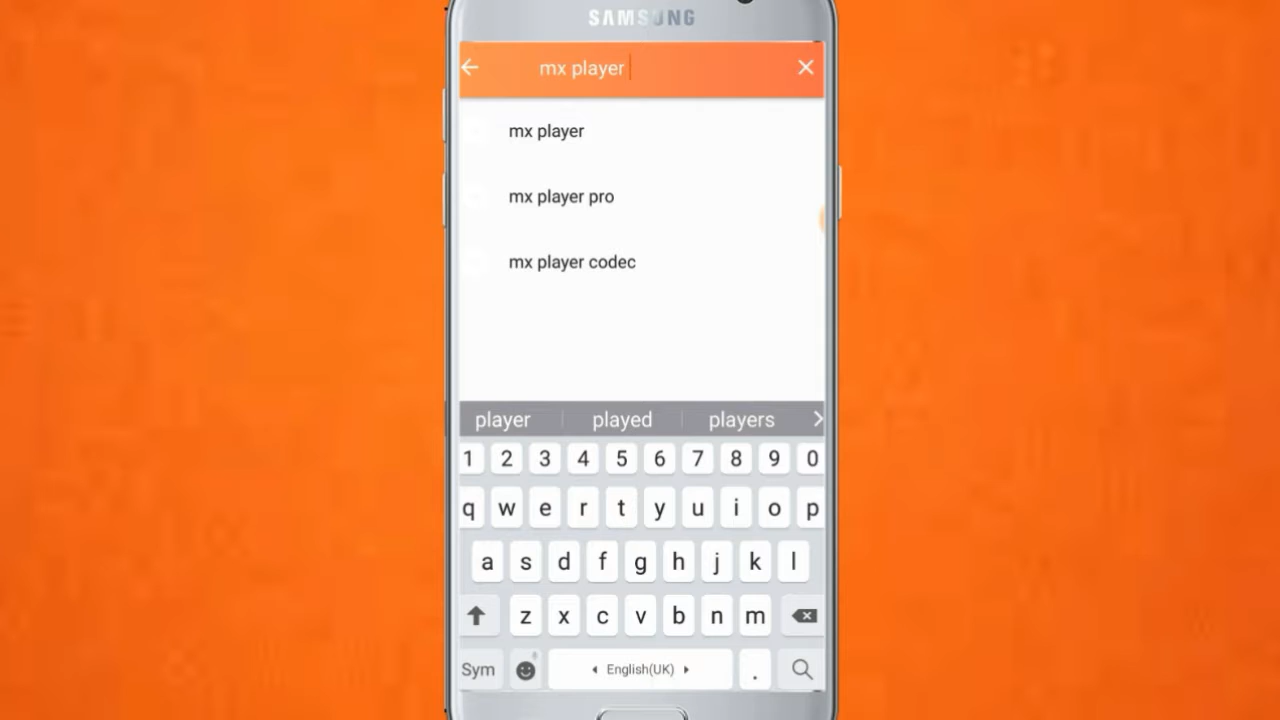 SAMSUNG
mx player
mx player
mx player pro
mx player codec
player played players
1 2 3 4 5 6 7 8 9 0
q w e r t y u i o p
a s d f g h j k l
z x c v b n m
Sym English(UK) .